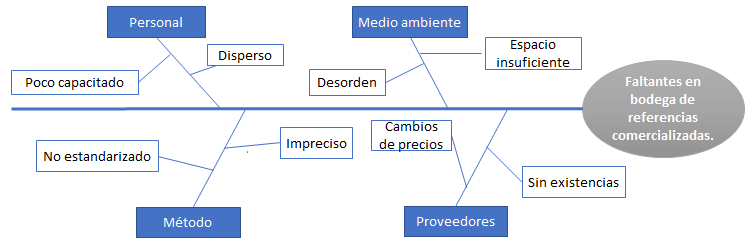 Personal
Medio ambiente
Disperso
Espacio
insuficiente
Poco capacitado
Desorden
Faltantes en
bodega de
referencias
comercializadas.
No estandarizado
Impreciso
Cambios
de precios
Sin existencias
Método
Proveedores